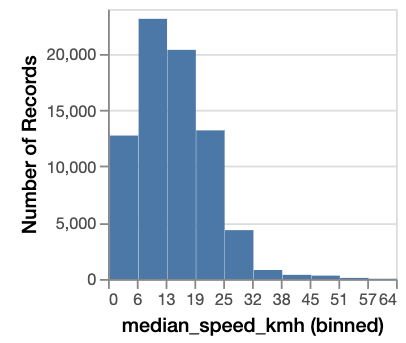 Number of Records
20,000
15,000
10,000
5,000
0
0 6 13 19 25 32 38 45 51 57 64
median_speed_kmh (binned)